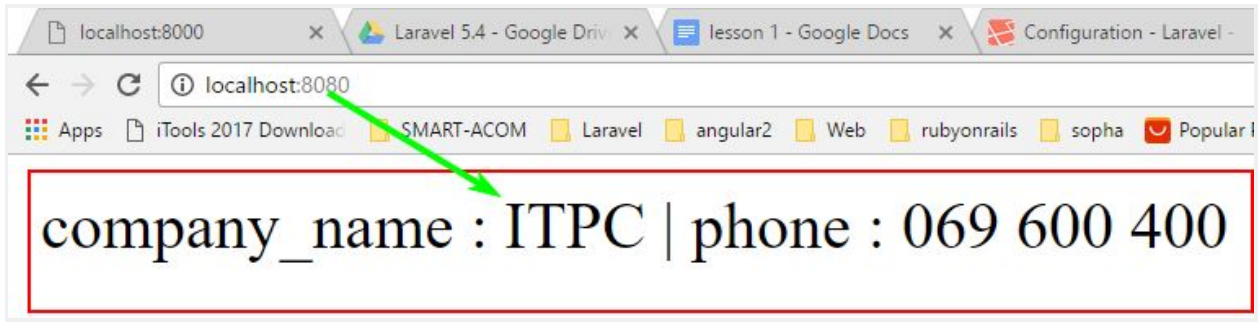 localhost:8000 Laravel 5.4 - Google Driv lesson 1 - Google Docs Configuration - Laravel -
localhost:8080
Apps iTools 2017 Download SMART-ACOM Laravel angular2 Web rubyonrails sopha Popular
company_name : ITPC | phone : 069 600 400